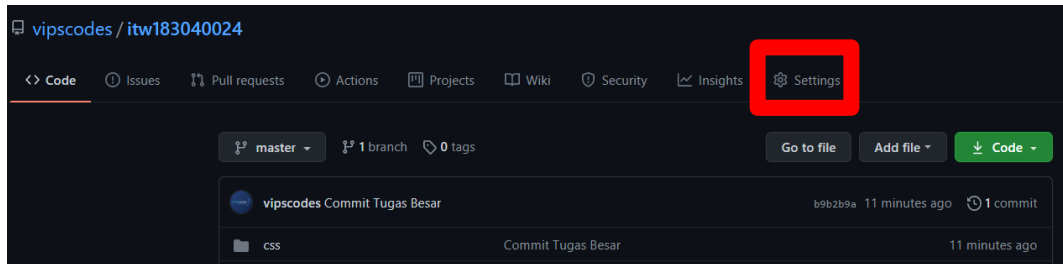 vipscodes / itw183040024
<> Code Issues Pull requests Actions Projects Wiki Security Insights Settings
master 1 branch 0 tags Go to file Add file Code
vipscodes Commit Tugas Besar b9b2b9a 11 minutes ago 1 commit
css Commit Tugas Besar 11 minutes ago